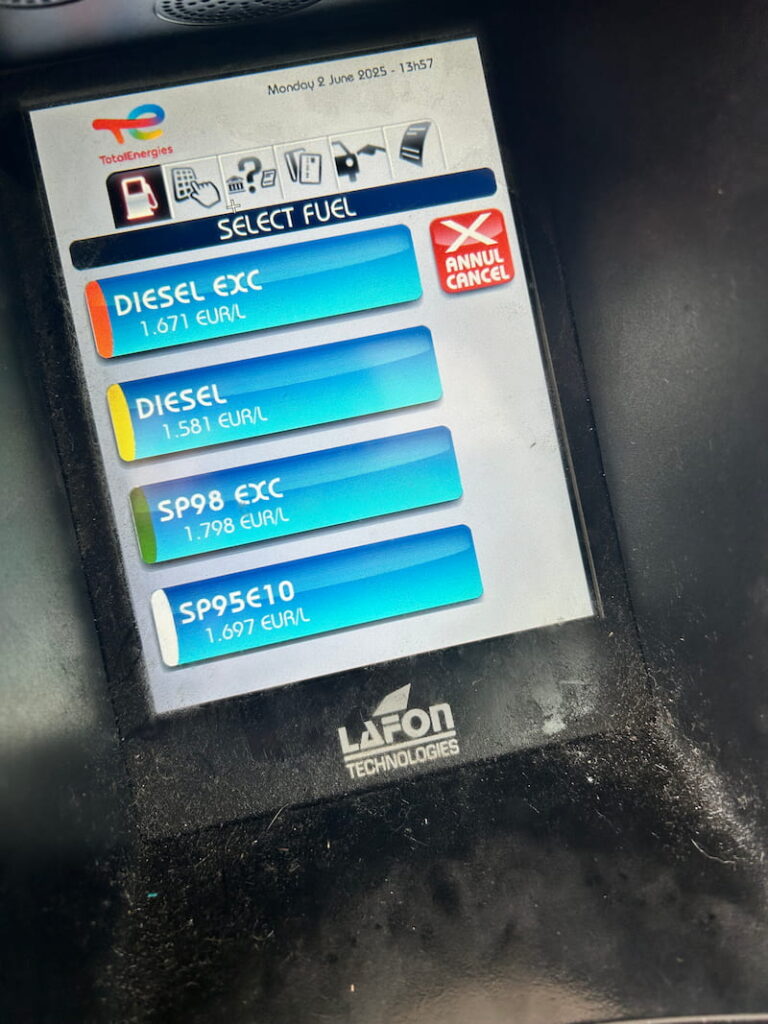 Monday 2 June 2025 - 13h57
TotalEnergies
SELECT FUEL
ANNUL
CANCEL
DIESEL EXC
1.671 EUR/L
DIESEL
1.581 EUR/L
SP98 EXC
1.798 EUR/L
SP95E10
1.697 EUR/L
LAFON
TECHNOLOGIES